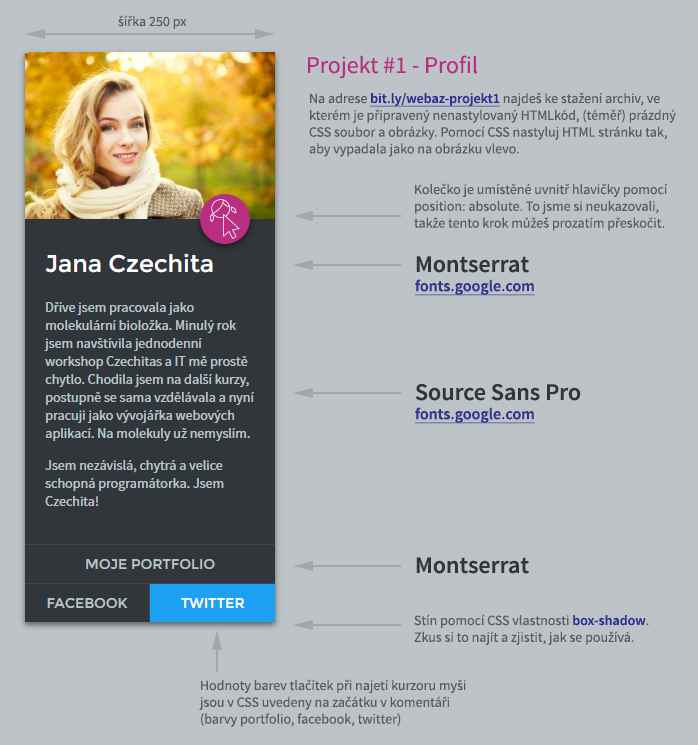 šířka 250 px
Projekt #1 - Profil
Na adrese bit.ly/webaz-projekt1 najdeš ke stažení archiv, ve
kterém je připravený nenastylovaný HTMLkód, (téměř) prázdný
CSS soubor a obrázky. Pomocí CSS nastyluj HTML stránku tak,
aby vypadala jako na obrázku vlevo.
Kolečko je umístěné uvnitř hlavičky pomocí
position: absolute. To jsme si neukazovali,
takže tento krok můžeš prozatím přeskočit.
Jana Czechita
Montserrat
fonts.google.com
Dříve jsem pracovala jako
molekulární bioložka. Minulý rok
jsem navštívila jednodenní
workshop Czechitas a IT mě prostě
chytlo. Chodila jsem na další kurzy,
postupně se sama vzdělávala a nyní
pracuji jako vývojářka webových
aplikací. Na molekuly už nemyslim.
Source Sans Pro
fonts.google.com
Jsem nezávislá, chytrá a velice
schopná programátorka. Jsem
Czechita!
MOJE PORTFOLIO
Montserrat
FACEBOOK
TWITTER
Stín pomocí CSS vlastnosti box-shadow.
Zkus si to najít a zjistit, jak se používá.
Hodnoty barev tlačítek při najetí kurzoru myši
jsou v CSS uvedeny na začátku v komentáři
(barvy portfolio, facebook, twitter)